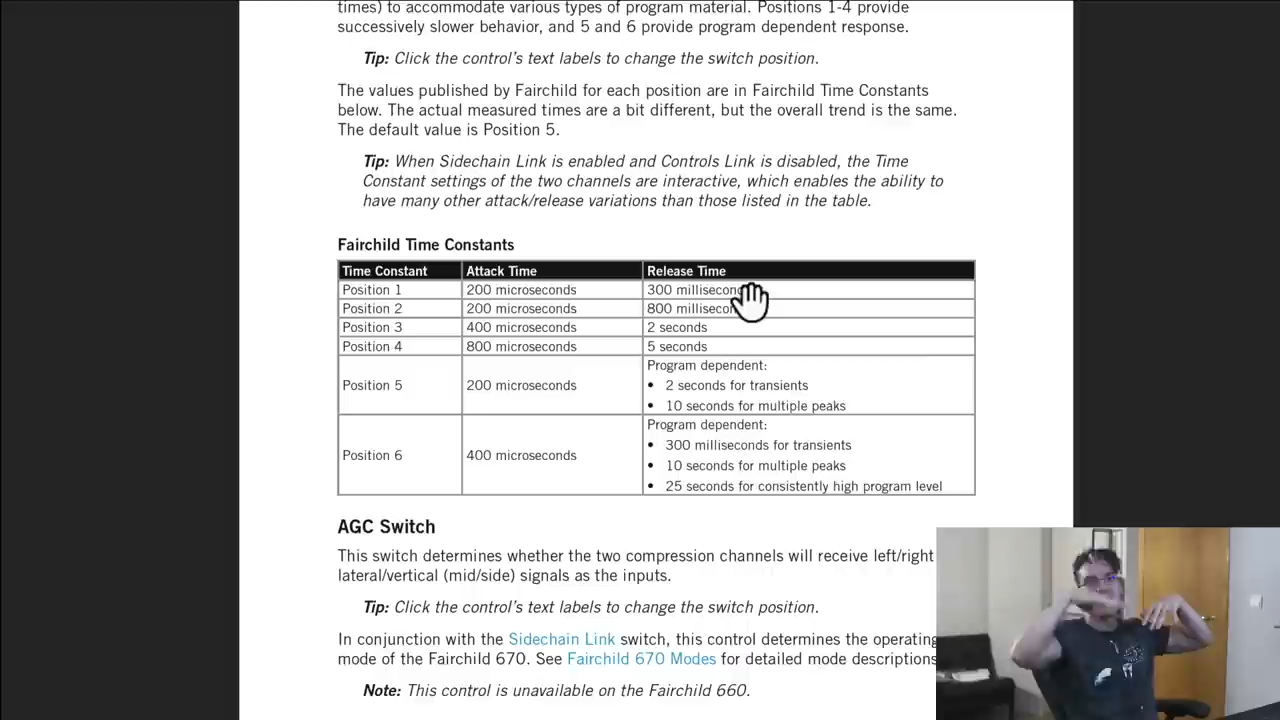 times) to accommodate various types of program material. Positions 1-4 provide
successively slower behavior, and 5 and 6 provide program dependent response.
Tip: Click the control's text labels to change the switch position.
The values published by Fairchild for each position are in Fairchild Time Constants
below. The actual measured times are a bit different, but the overall trend is the same.
The default value is Position 5.
Tip: When Sidechain Link is enabled and Controls Link is disabled, the Time
Constant settings of the two channels are interactive, which enables the ability to
have many other attack/release variations than those listed in the table.
Fairchild Time Constants
Time Constant Attack Time Release Time
Position 1 200 microseconds 300 millisecon
Position 2 200 microseconds 800 millisecon
Position 3 400 microseconds 2 seconds
Position 4 800 microseconds 5 seconds
Program dependent:
Position 5 200 microseconds • 2 seconds for transients
• 10 seconds for multiple peaks
Program dependent:
• 300 milliseconds for transients
Position 6 400 microseconds • 10 seconds for multiple peaks
• 25 seconds for consistently high program level
AGC Switch
This switch determines whether the two compression channels will receive left/right
lateral/vertical (mid/side) signals as the inputs.
Tip: Click the control's text labels to change the switch position.
In conjunction with the Sidechain Link switch, this control determines the operating
mode of the Fairchild 670. See Fairchild 670 Modes for detailed mode descriptions
Note: This control is unavailable on the Fairchild 660.